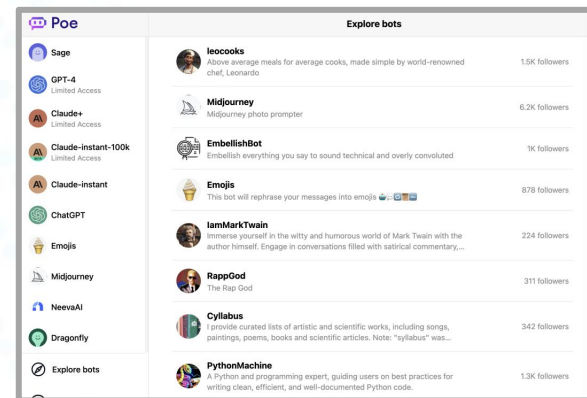 Poe
Sage
GPT-4
Limited Access
Claude+
Limited Access
Claude-instant-100k
Limited Access
Claude-instant
ChatGPT
Emojis
Midjourney
NeevaAI
Dragonfly
Explore bots
Explore bots
leocooks
Above average meals for average cooks, made simple by world-renowned
chef, Leonardo
1.5K followers
Midjourney
Midjourney photo prompter
6.2K followers
EmbellishBot
Embellish everything you say to sound technical and overly convoluted
1K followers
Emojis
This bot will rephrase your messages into emojis
878 followers
IamMarkTwain
Immerse yourself in the witty and humorous world of Mark Twain with the
author himself. Engage in conversations filled with satirical commentary,...
224 followers
RappGod
The Rap God
311 followers
Cyllabus
I provide curated lists of artistic and scientific works, including songs,
paintings, poems, books and scientific articles. Note: "syllabus" was...
342 followers
PythonMachine
A Python and programming expert, guiding users on best practices for
writing clean, efficient, and well-documented Python code.
1.3K followers